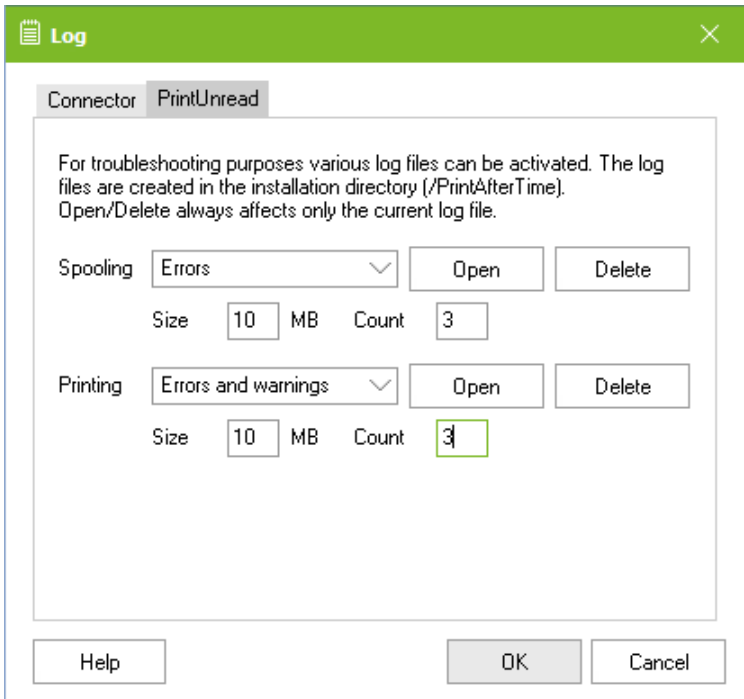 Log
Connector PrintUnread
For troubleshooting purposes various log files can be activated. The log
files are created in the installation directory (/PrintAfterTime).
Open/Delete always affects only the current log file.
Spooling Errors Open Delete
Size 10 MB Count 3
Printing Errors and warnings Open Delete
Size 10 MB Count 3
Help OK Cancel